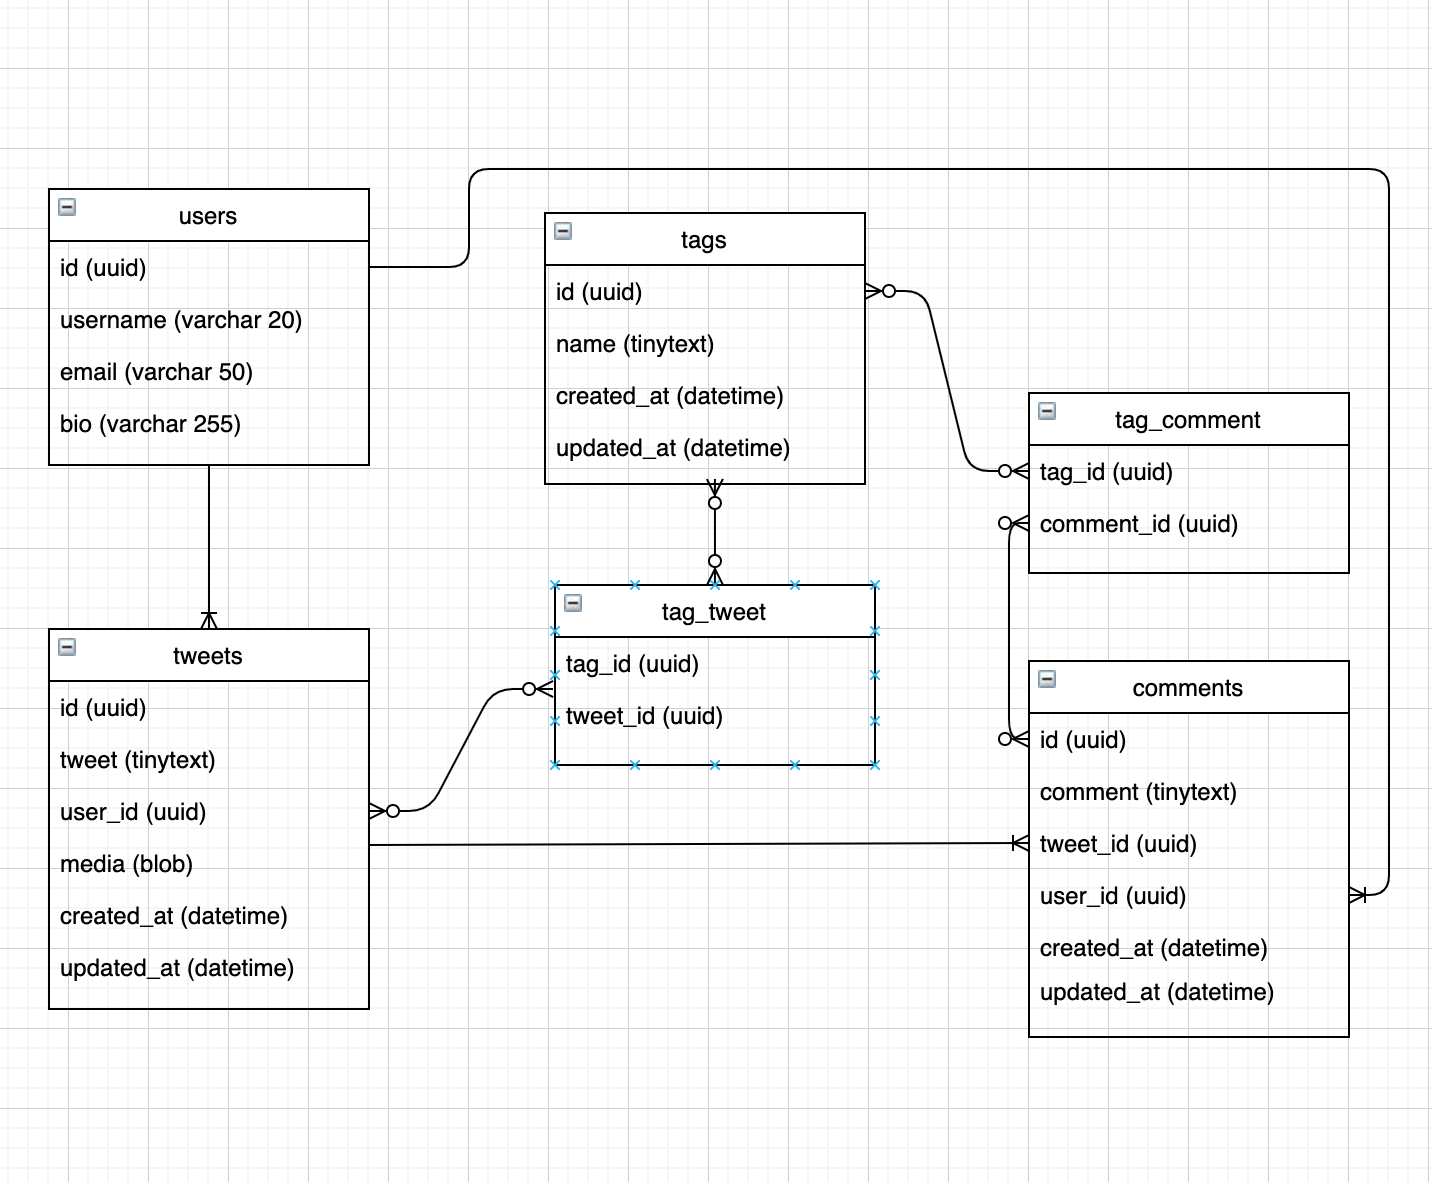 users
id (uuid)
username (varchar 20)
email (varchar 50)
bio (varchar 255)
tags
id (uuid)
name (tinytext)
created_at (datetime)
updated_at (datetime)
tag_comment
tag_id (uuid)
comment_id (uuid)
tweets
id (uuid)
tweet (tinytext)
user_id (uuid)
media (blob)
created_at (datetime)
updated_at (datetime)
tag_tweet
tag_id (uuid)
tweet_id (uuid)
comments
id (uuid)
comment (tinytext)
tweet_id (uuid)
user_id (uuid)
created_at (datetime)
updated_at (datetime)